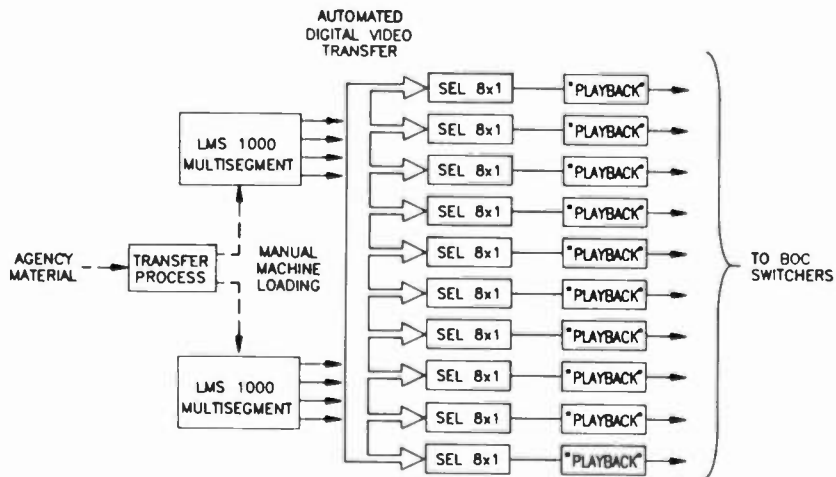 AUTOMATED
DIGITAL VIDEO
TRANSFER
SEL 8x1
"PLAYBACK"
SEL 8x1
"PLAYBACK"
LMS 1000
MULTISEGMENT
SEL 8x1
"PLAYBACK"
SEL 8x1
"PLAYBACK"
AGENCY
MATERIAL
TRANSFER
PROCESS
MANUAL
MACHINE
LOADING
SEL 8x1
"PLAYBACK"
TO BOC
SWITCHERS
SEL 8x1
"PLAYBACK"
SEL 8x1
"PLAYBACK"
LMS 1000
MULTISEGMENT
SEL 8x1
"PLAYBACK"
SEL 8x1
"PLAYBACK"
SEL 8x1
"PLAYBACK"